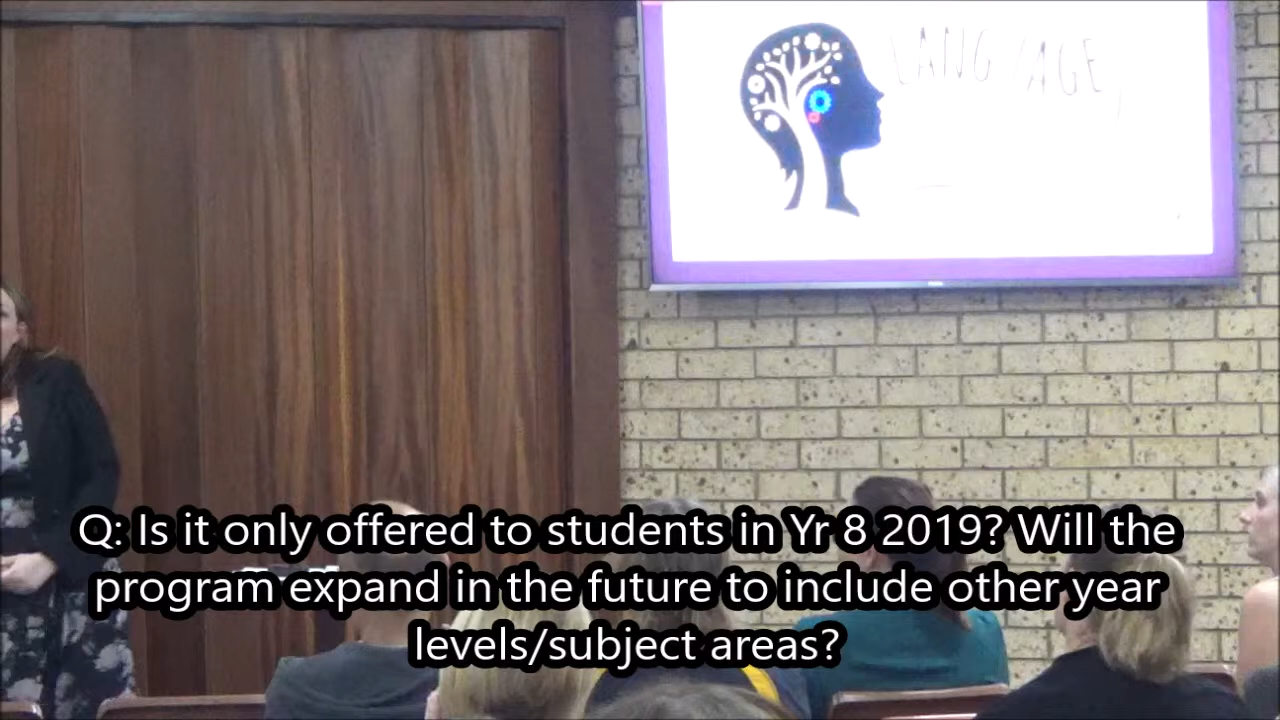 LANGUAGE,
Q: Is it only offered to students in Yr 8 2019? Will the
program expand in the future to include other year
levels/subject areas?